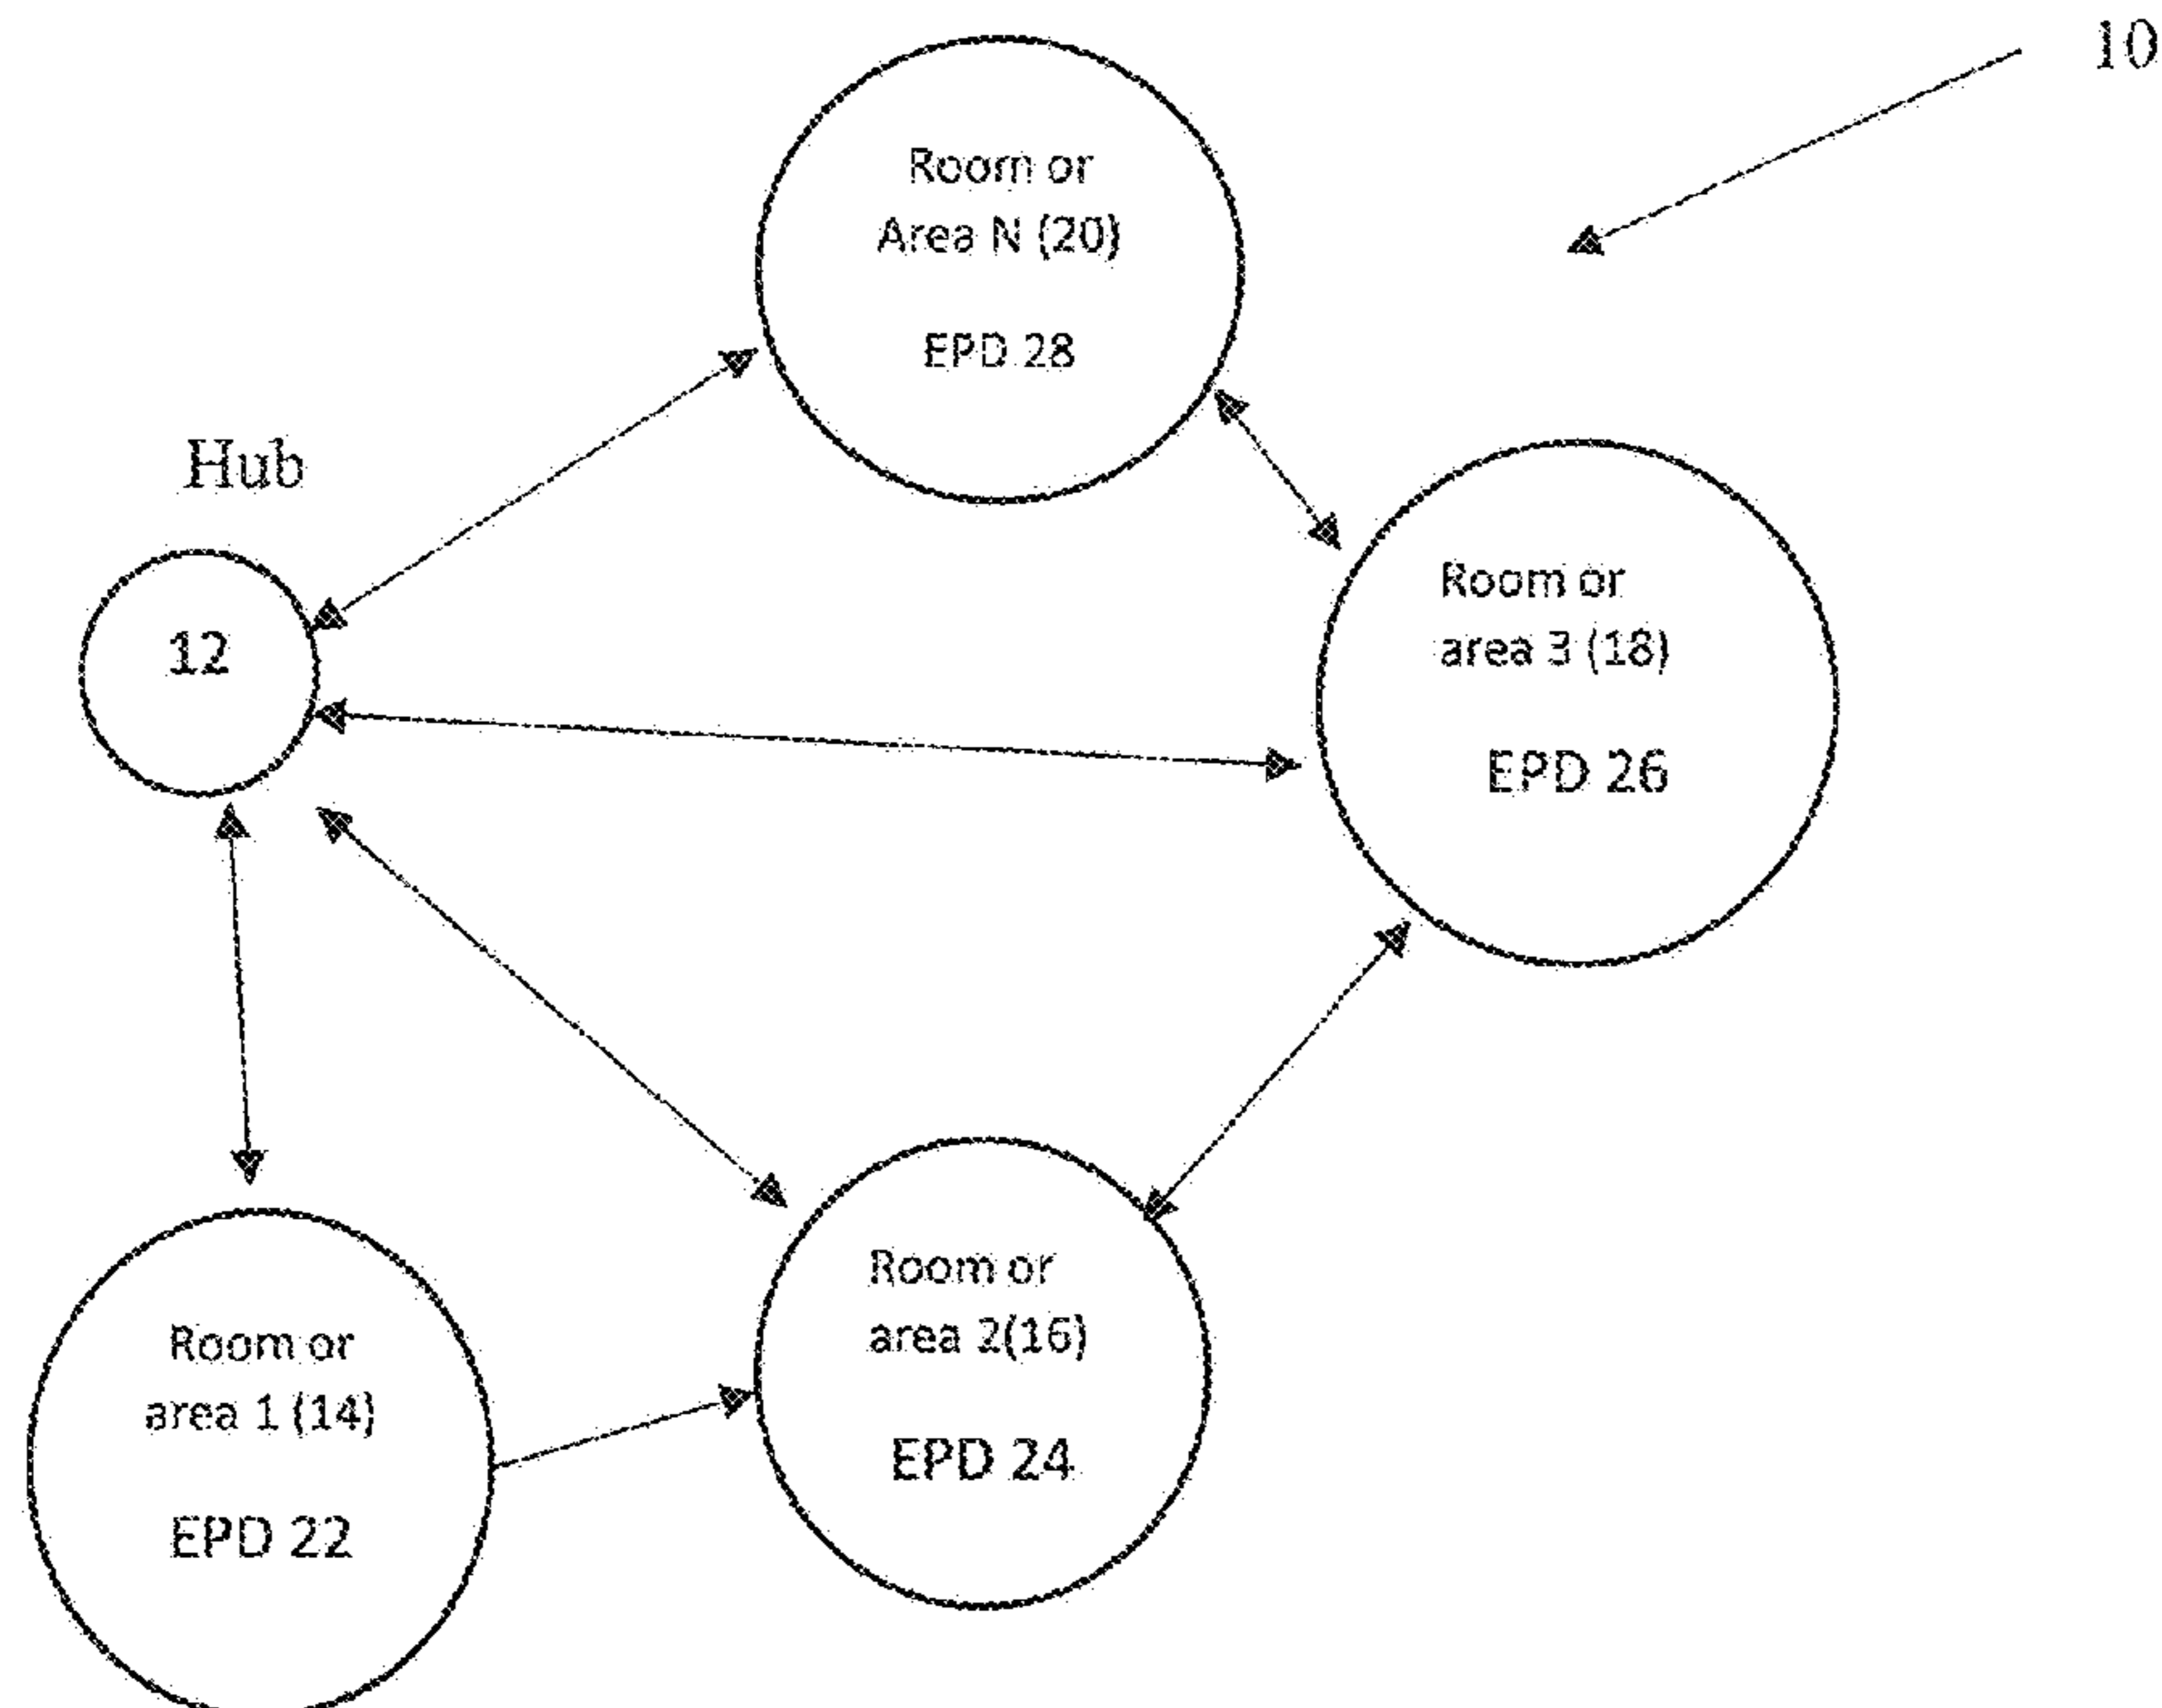 10
Room or
Area N (20)
EPD 28
Hub
12
Room or
area 3 (18)
EPD 26
Room or
area 2(16)
EPD 24
Room or
area 1 (14)
EPD 22